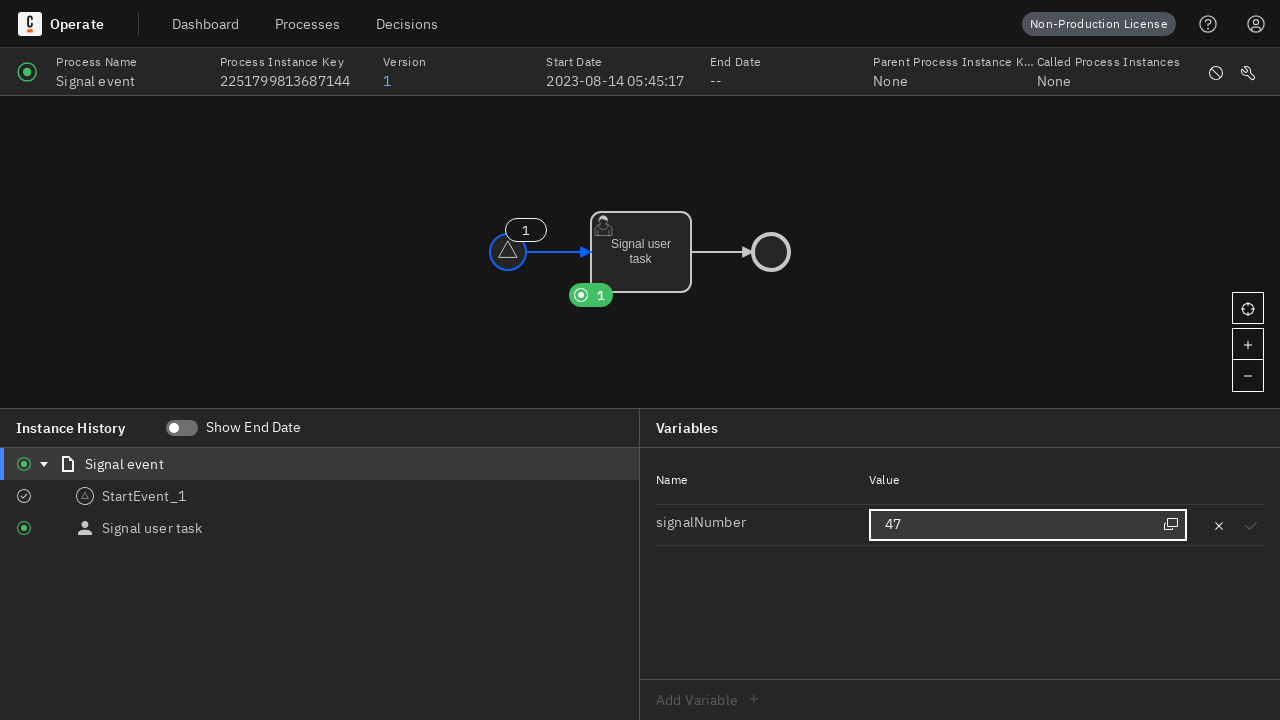 Operate Dashboard Processes Decisions Non-Production License
Process Name Process Instance Key Version Start Date End Date Parent Process Instance K... Called Process Instances
Signal event 2251799813687144 1 2023-08-14 05:45:17 -- None None
1
Signal user
task
1
Instance History Show End Date Variables
Signal event
Name Value
StartEvent_1
signalNumber 47
Signal user task
Add Variable